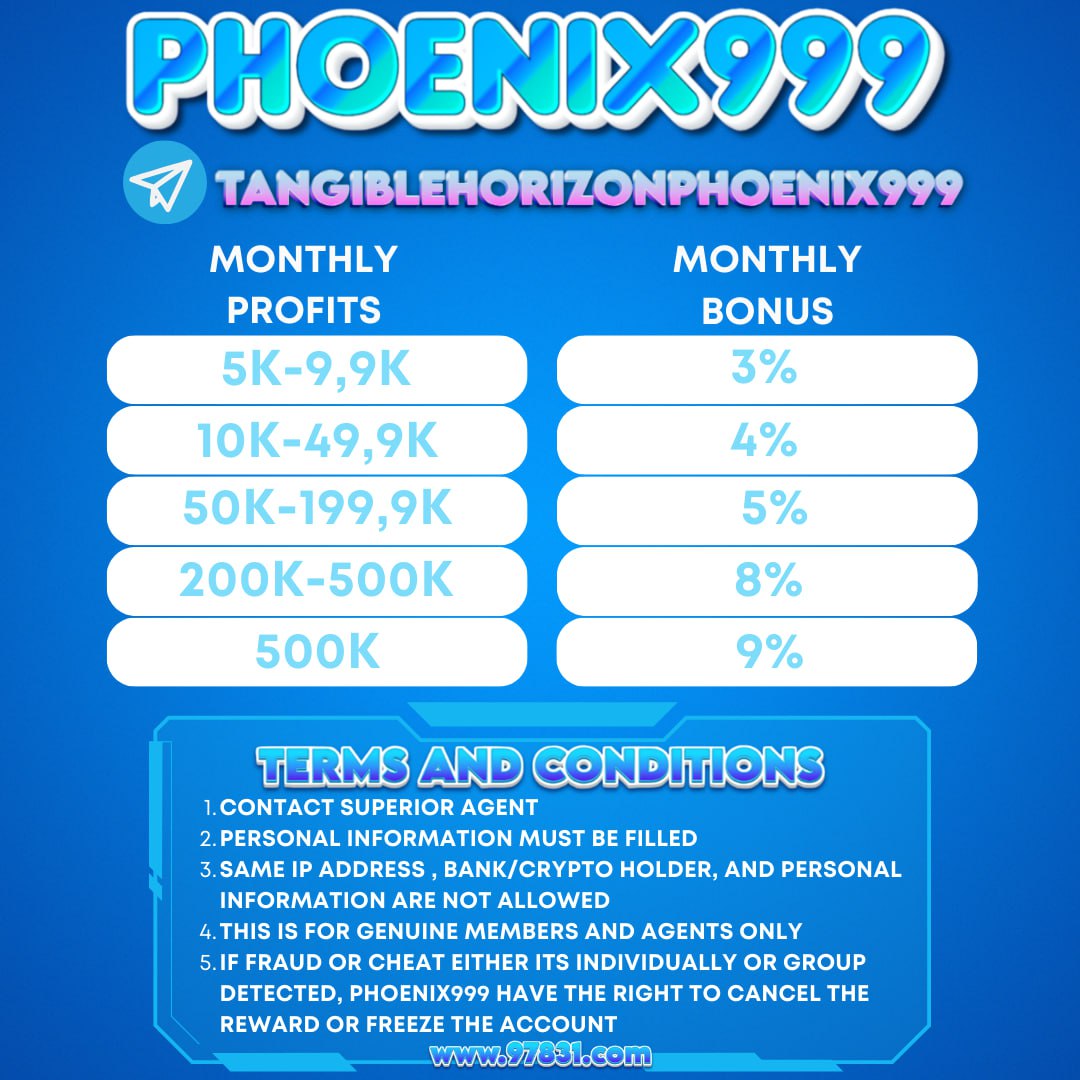 PHOENIX999
TANGIBLEHORIZONPHOENIX999
MONTHLY PROFITS
MONTHLY BONUS
5K-9,9K 3%
10K-49,9K 4%
50K-199,9K 5%
200K-500K 8%
500K 9%
TERMS AND CONDITIONS
1. CONTACT SUPERIOR AGENT
2. PERSONAL INFORMATION MUST BE FILLED
3. SAME IP ADDRESS , BANK/CRYPTO HOLDER, AND PERSONAL
INFORMATION ARE NOT ALLOWED
4. THIS IS FOR GENUINE MEMBERS AND AGENTS ONLY
5. IF FRAUD OR CHEAT EITHER ITS INDIVIDUALLY OR GROUP
DETECTED, PHOENIX999 HAVE THE RIGHT TO CANCEL THE
REWARD OR FREEZE THE ACCOUNT
www.97831.com